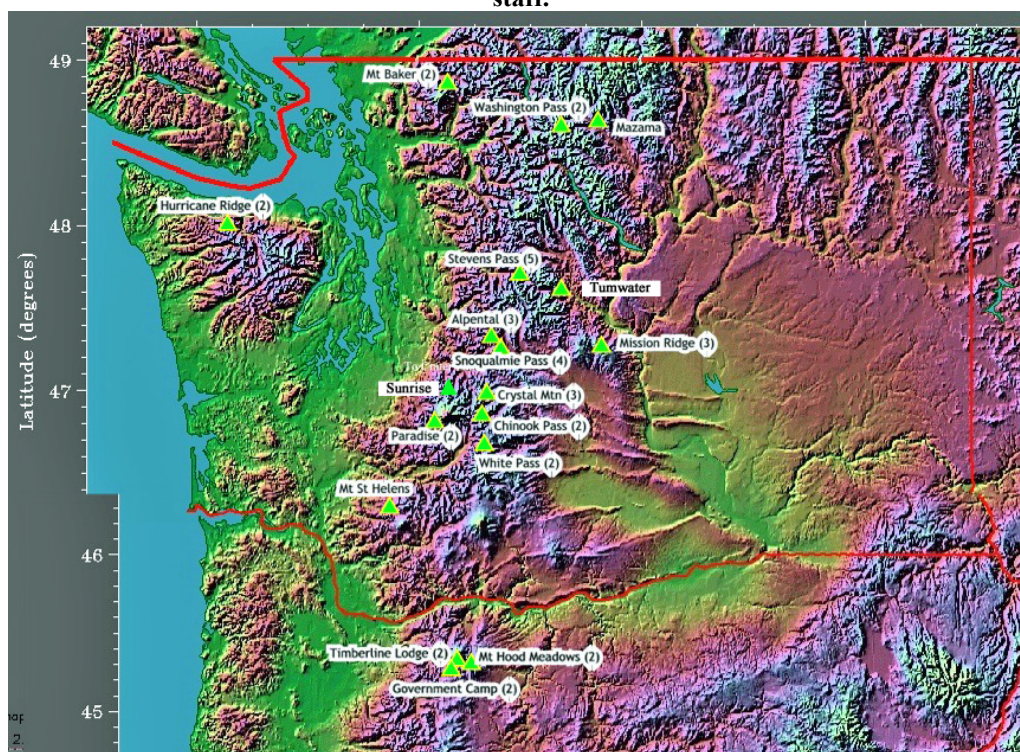 staff.
49
Mt Baker (2)
Washington Pass (2)
Mazama
Hurricane Ridge (2)
48
Stevens Pass (5)
Tumwater
Alpental (3)
Mission Ridge (3)
Snoqualmie Pass (4)
Latitude (degrees)
47
Sunrise
Crystal Mtn (3)
Paradise (2)
Chinook Pass (2)
White Pass (2)
Mt St Helens
46
Timberline Lodge (2)
Mt Hood Meadows (2)
Government Camp (2)
45
2.